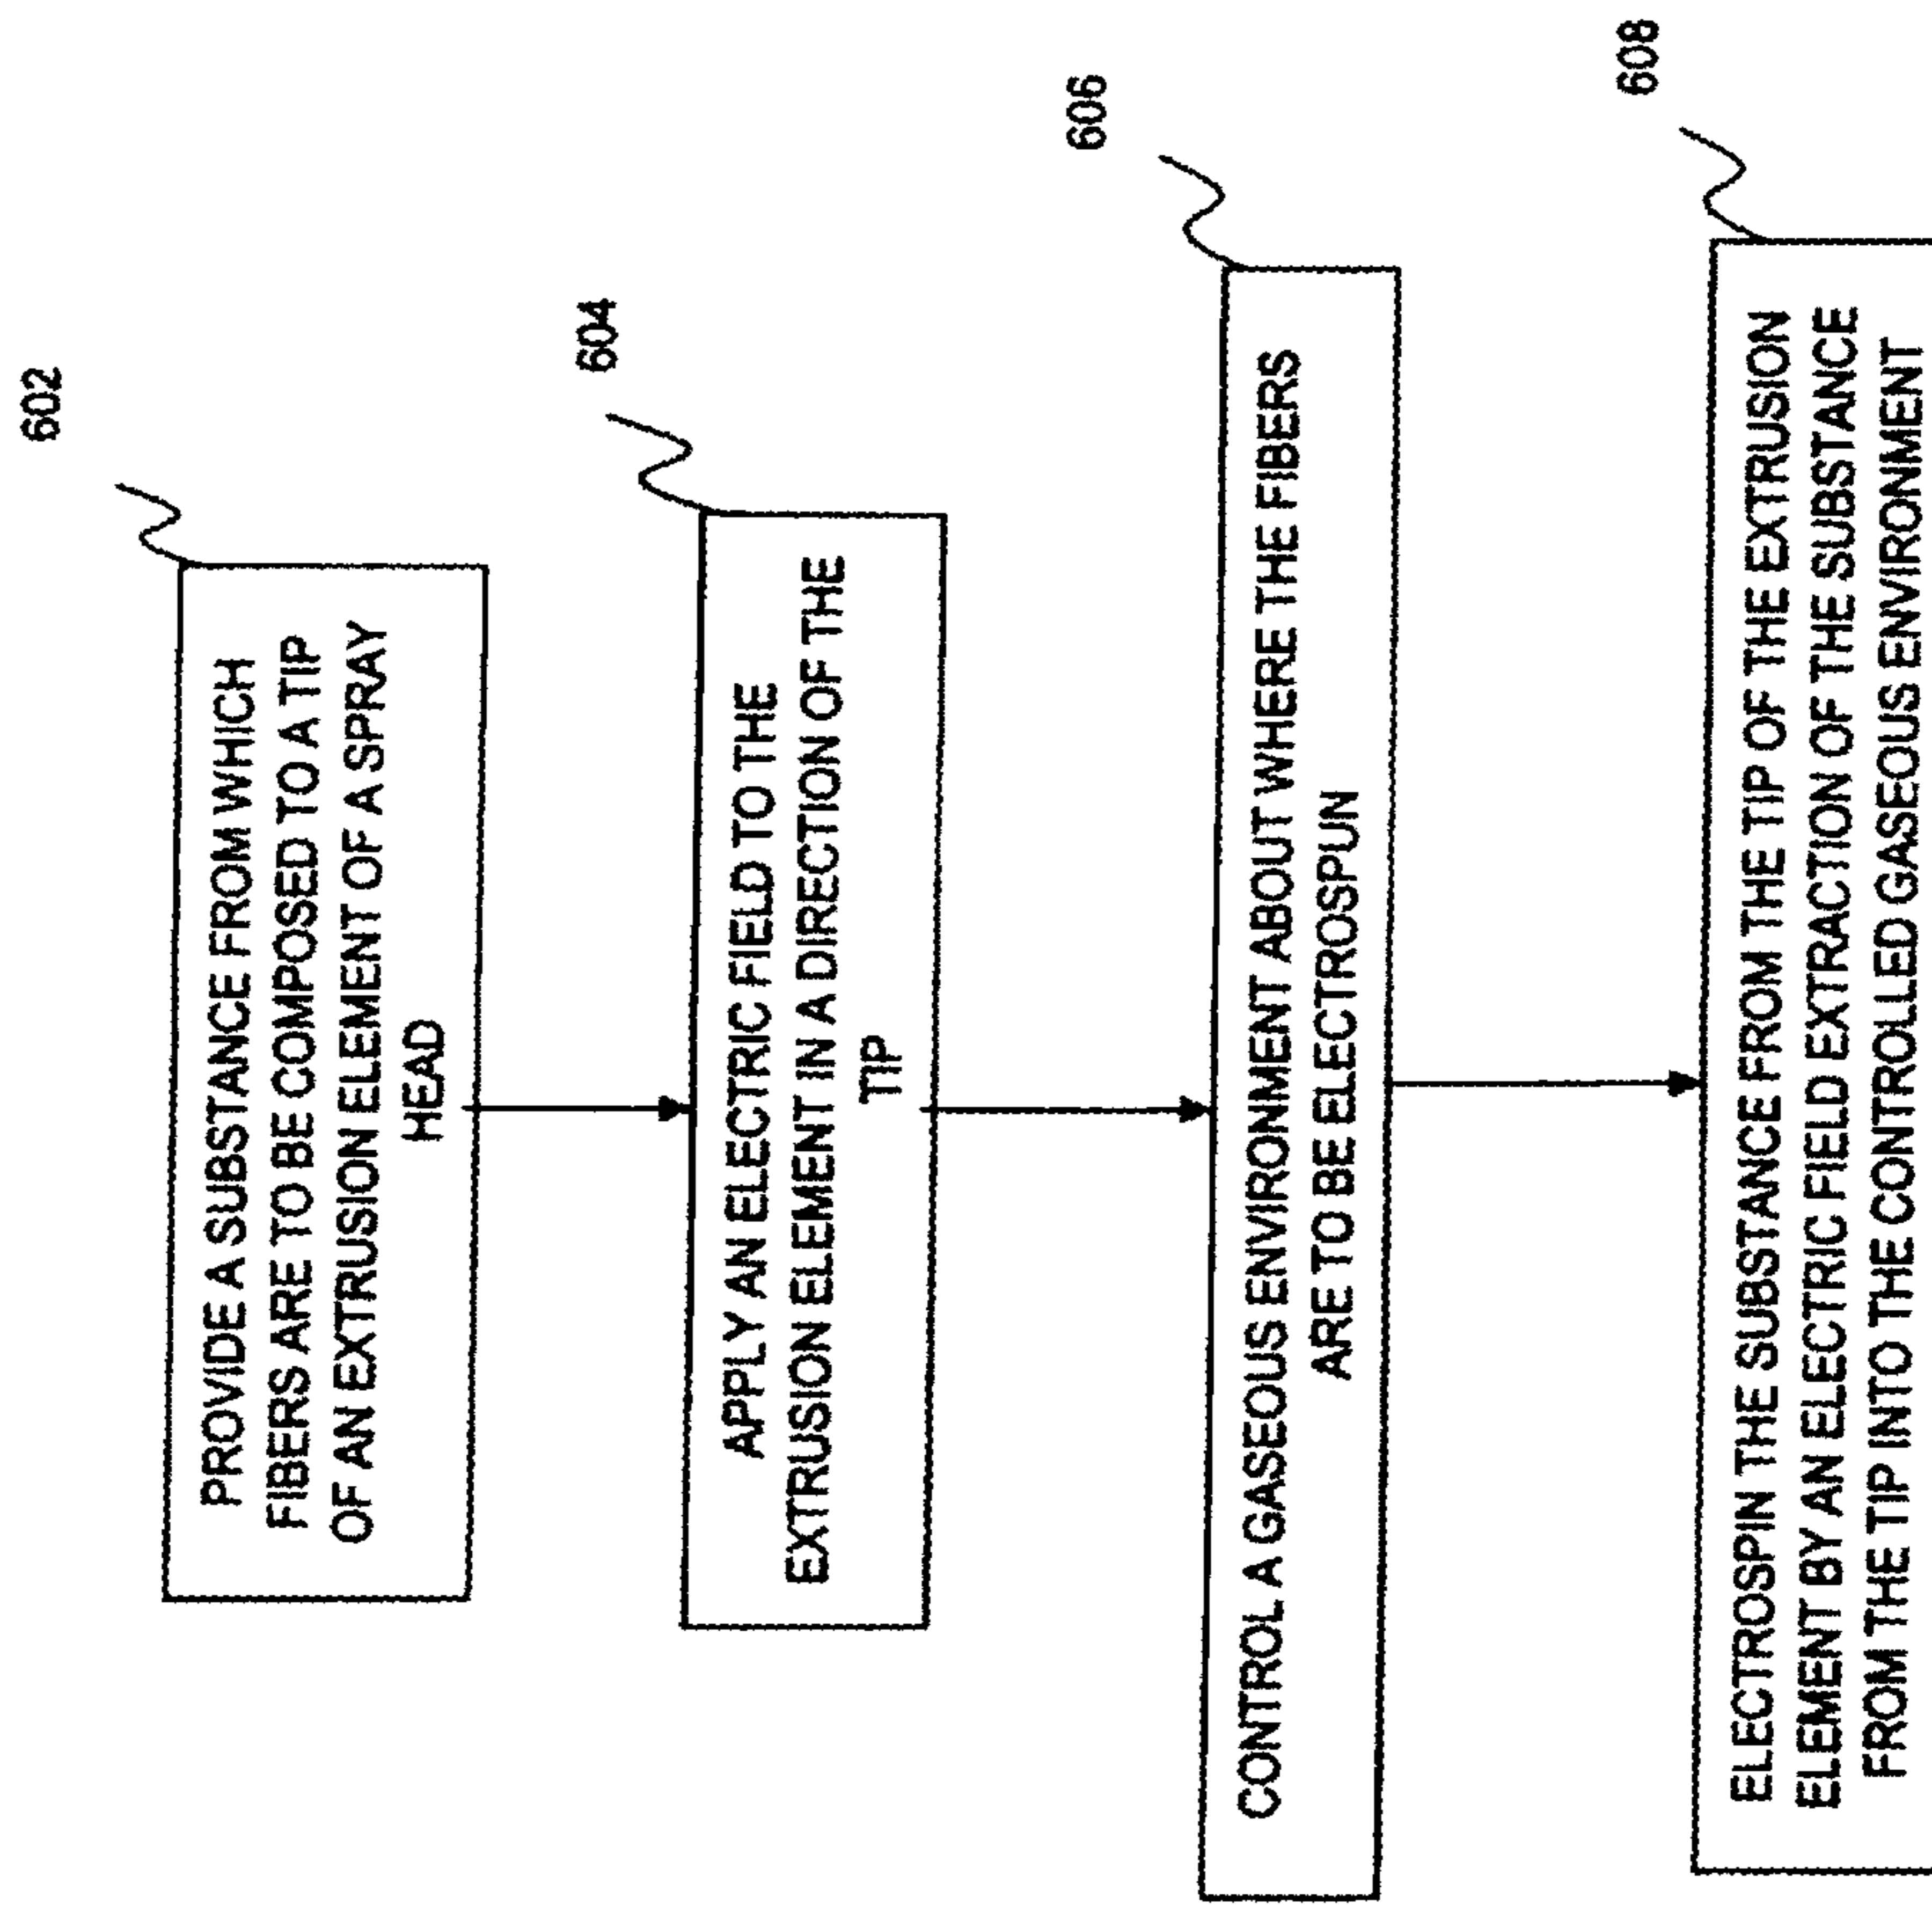 602
PROVIDE A SUBSTANCE FROM WHICH
FIBERS ARE TO BE COMPOSED TO A TIP
OF AN EXTRUSION ELEMENT OF A SPRAY
HEAD
604
APPLY AN ELECTRIC FIELD TO THE
EXTRUSION ELEMENT IN A DIRECTION OF THE
TIP
606
CONTROL A GASEOUS ENVIRONMENT ABOUT WHERE THE FIBERS
ARE TO BE ELECTROSPUN
608
ELECTROSPIN THE SUBSTANCE FROM THE TIP OF THE EXTRUSION
ELEMENT BY AN ELECTRIC FIELD EXTRACTION OF THE SUBSTANCE
FROM THE TIP INTO THE CONTROLLED GASEOUS ENVIRONMENT